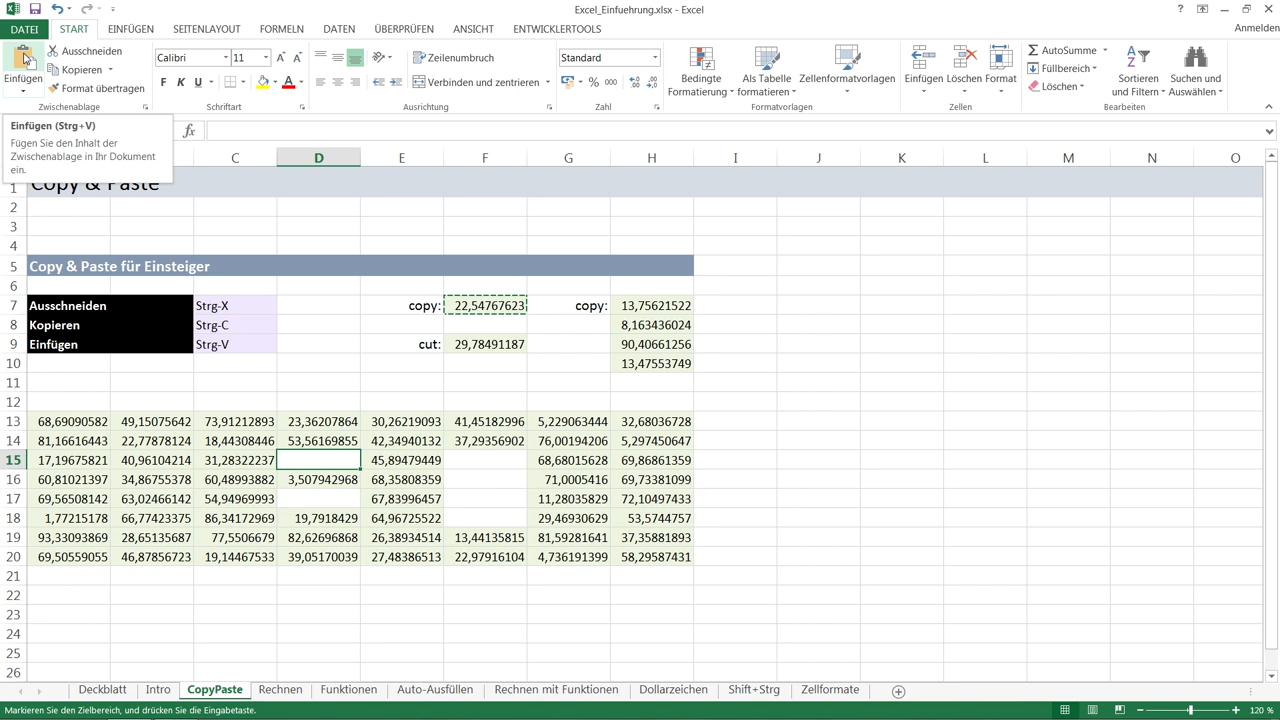 Excel_Einfuehrung.xlsx - Excel
DATEI START EINFÜGEN SEITENLAYOUT FORMELN DATEN ÜBERPRÜFEN ANSICHT ENTWICKLERTOOLS Anmelden
Einfügen
Ausschneiden
Kopieren
Format übertragen
Zwischenablage
Calibri 11
F K U
Schriftart
Zeilenumbruch
Verbinden und zentrieren
Ausrichtung
Standard
% 000
Zahl
Bedingte Formatierung
Als Tabelle formatieren
Zellenformatvorlagen
Formatvorlagen
Einfügen Löschen Format
Zellen
AutoSumme
Füllbereich
Löschen
Sortieren und Filtern
Suchen und Auswählen
Bearbeiten
Einfügen (Strg+V)
Fügen Sie den Inhalt der
Zwischenablage in Ihr Dokument
ein.
fx
C D E F G H I J K L M N O
1 Copy & Paste
2
3
4
5 Copy & Paste für Einsteiger
6
7 Ausschneiden Strg-X copy: 22,54767623 copy: 13,75621522
8 Kopieren Strg-C 8,163436024
9 Einfügen Strg-V cut: 29,78491187 90,40661256
10 13,47553749
11
12
13 68,69090582 49,15075642 73,91212893 23,36207864 30,26219093 41,45182996 5,229063444 32,68036728
14 81,16616443 22,77878124 18,44308446 53,56169855 42,34940132 37,29356902 76,00194206 5,297450647
15 17,19675821 40,96104214 31,28322237 45,89479449 68,68015628 69,86861359
16 60,81021397 34,86755378 60,48993882 3,507942968 68,35808359 71,0005416 69,73381099
17 69,56508142 63,02466142 54,94969993 67,83996457 11,28035829 72,10497433
18 1,77215178 66,77423375 86,34172969 19,7918429 64,96725522 29,46930629 53,5744757
19 93,33093869 28,65135687 77,5506679 82,62696868 26,38934514 13,44135815 81,59281641 37,35881893
20 69,50559055 46,87856723 19,14467533 39,05170039 27,48386513 22,97916104 4,736191399 58,29587431
21
22
23
24
25
26
Deckblatt Intro CopyPaste Rechnen Funktionen Auto-Ausfüllen Rechnen mit Funktionen Dollarzeichen Shift+Strg Zellformate
Markieren Sie den Zielbereich, und drücken Sie die Eingabetaste. 120 %